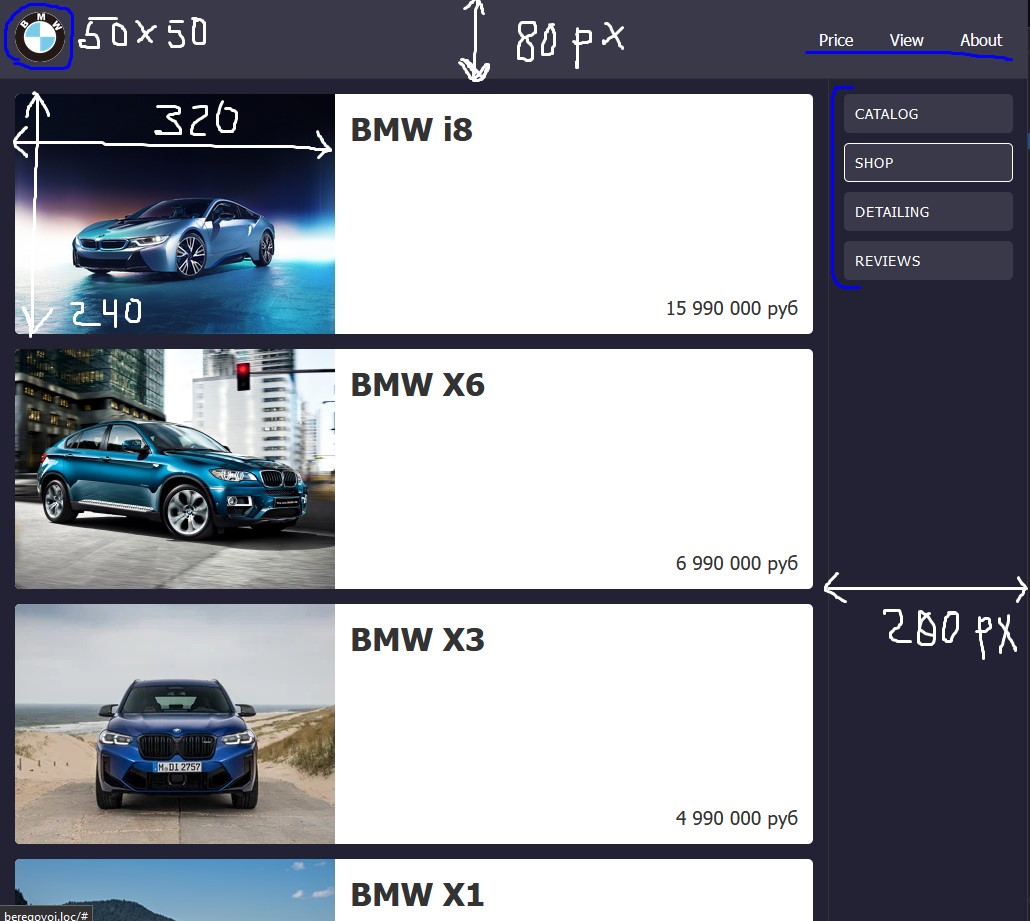 BMW
50x50
80 px
Price View About
320
240
BMW i8
15 990 000 руб
CATALOG
SHOP
DETAILING
REVIEWS
BMW X6
6 990 000 руб
200 px
BMW X3
M DI 2757
4 990 000 руб
BMW X1
beregovoi.loc/#